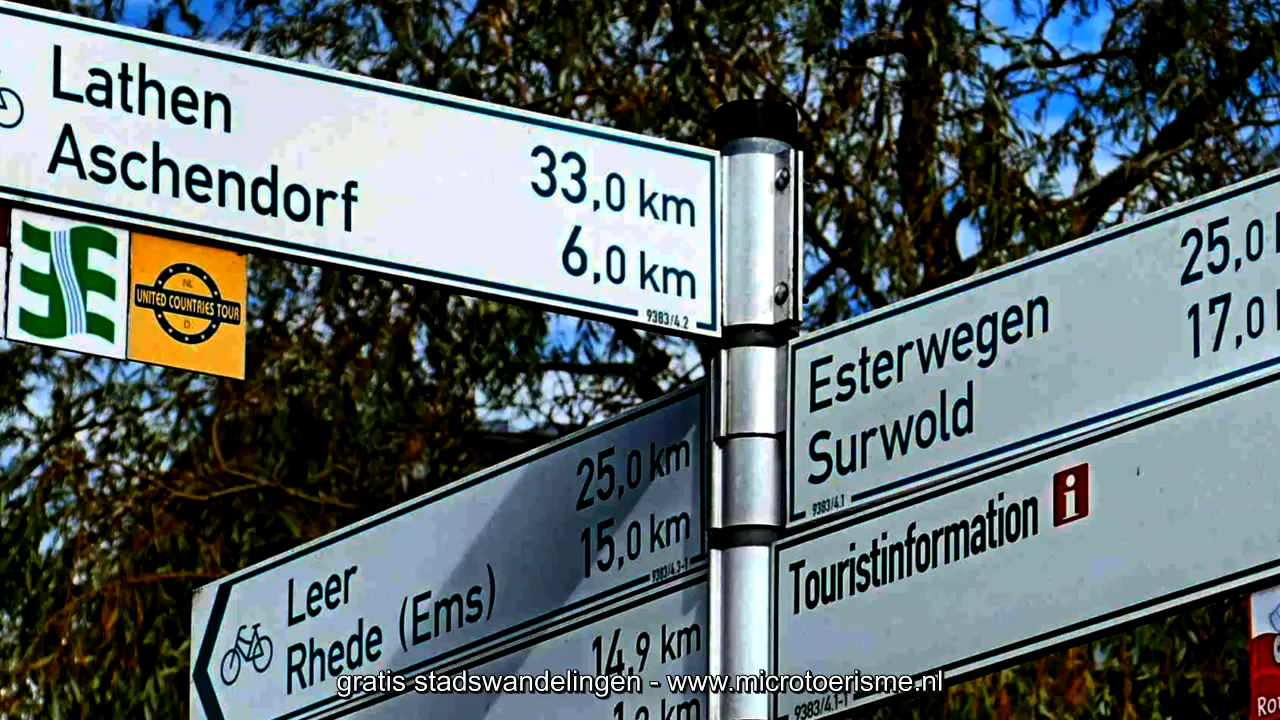 Lathen 33,0 km
Aschendorf 6,0 km
9383/4.2
NL
UNITED COUNTRIES TOUR
D
Esterwegen 25,0
Surwold 17,0
9383/4.1
Touristinformation i
9383/4.1-1
Leer 25,0 km
Rhede (Ems) 15,0 km
9383/4.3-1
14,9 km
km
gratis stadswandelingen - www.microtoerisme.nl